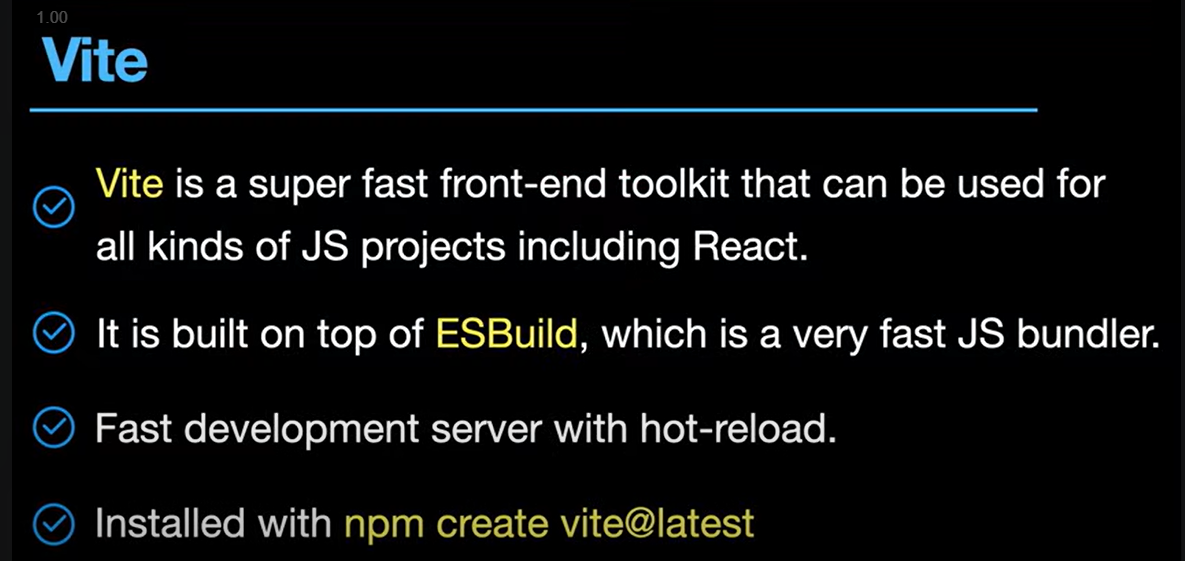 1.00
Vite
Vite is a super fast front-end toolkit that can be used for
all kinds of JS projects including React.
It is built on top of ESBuild, which is a very fast JS bundler.
Fast development server with hot-reload.
Installed with npm create vite@latest